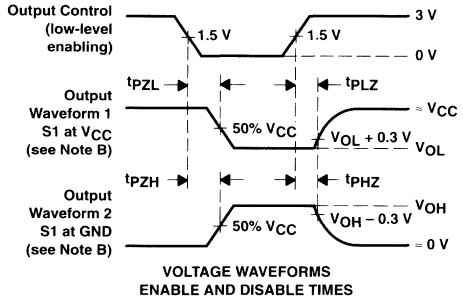 Output Control
(low-level
enabling)
1.5 V
1.5 V
3 V
0 V
tPZL
tPLZ
Output
Waveform 1
S1 at VCC
(see Note B)
50% VCC
≈ VCC
VOL + 0.3 V
VOL
tPZH
tPHZ
Output
Waveform 2
S1 at GND
(see Note B)
50% VCC
VOH
VOH – 0.3 V
≈ 0 V
VOLTAGE WAVEFORMS
ENABLE AND DISABLE TIMES